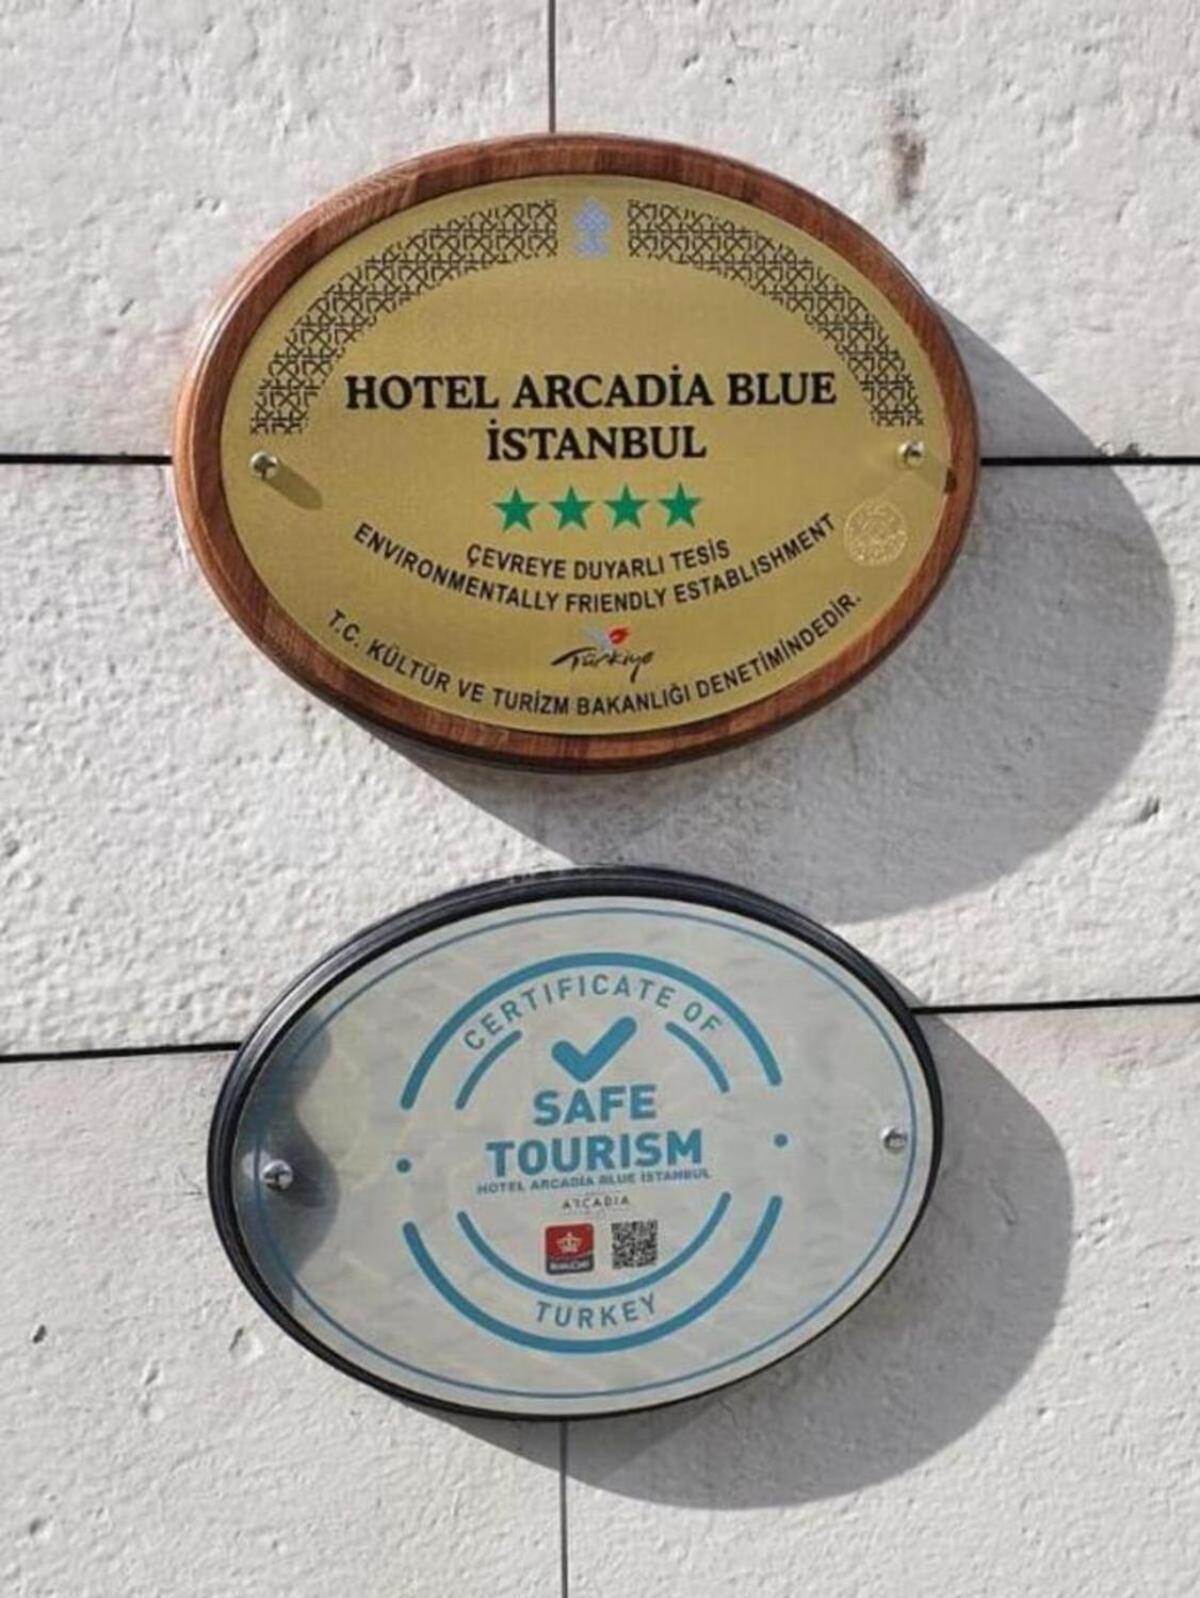 HOTEL ARCADİA BLUE
İSTANBUL
ÇEVREYE DUYARLI TESİS
ENVIRONMENTALLY FRIENDLY ESTABLISHMENT
Türkiye
T.C. KÜLTÜR VE TURİZM BAKANLIĞI DENETİMİNDEDİR.
CERTIFICATE OF
SAFE
TOURISM
HOTEL ARCADİA BLUE İSTANBUL
ARCADIA
TURKEY